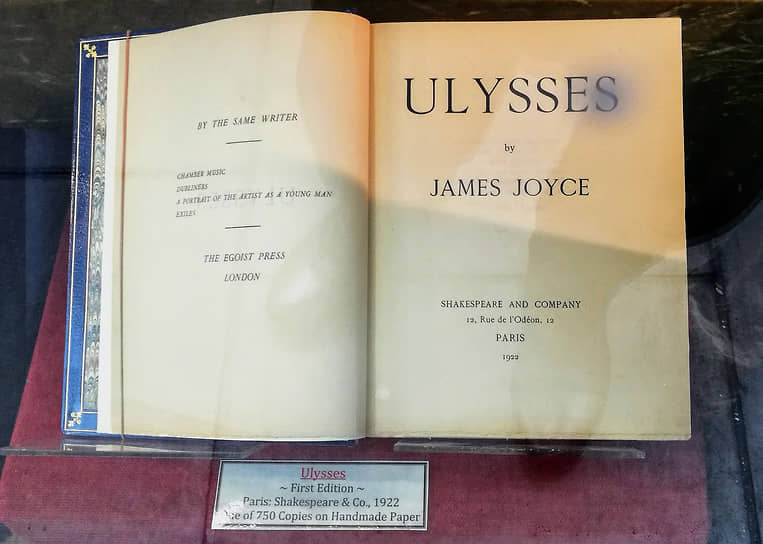 BY THE SAME WRITER
CHAMBER MUSIC
DUBLINERS
A PORTRAIT OF THE ARTIST AS A YOUNG MAN
EXILES
THE EGOIST PRESS
LONDON
ULYSSES
by
JAMES JOYCE
SHAKESPEARE AND COMPANY
12, Rue de l'Odéon, 12
PARIS
1922
Ulysses
~ First Edition ~
Paris: Shakespeare & Co., 1922
of 750 Copies on Handmade Paper